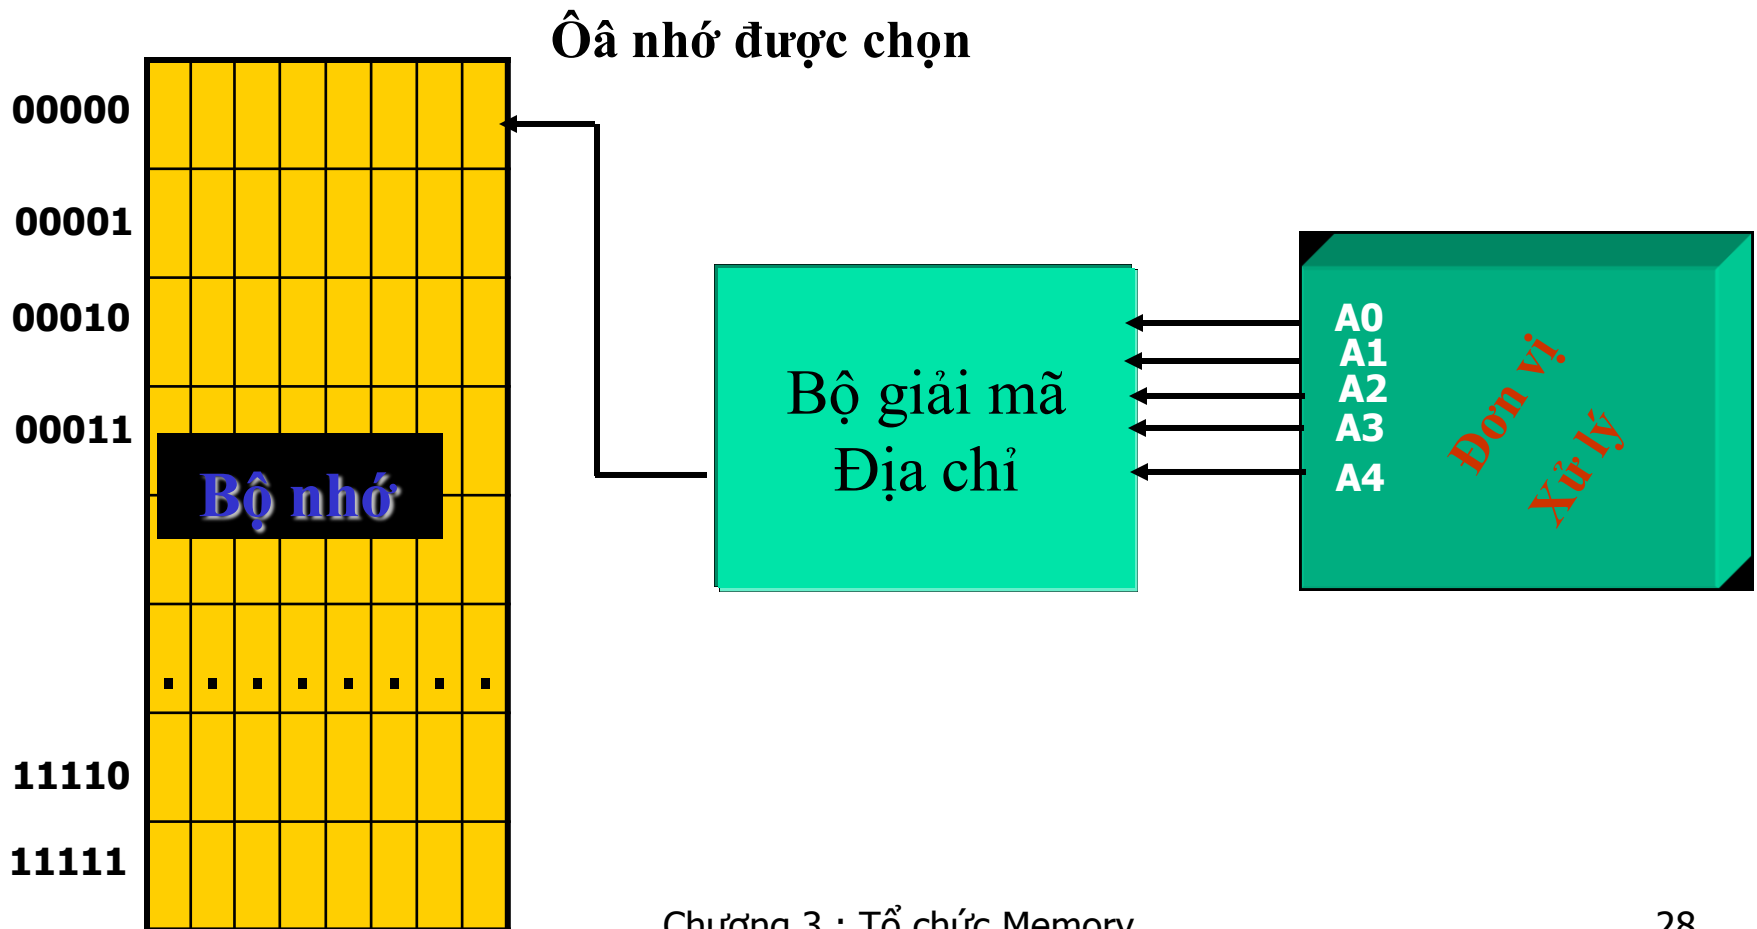 Ôâ nhớ được chọn
00000
00001
00010
00011
Bộ nhớ
11110
11111
Bộ giải mã
Địa chỉ
A0
A1
A2
A3
A4
Đơn vị
Xử lý
Chương 3 : Tổ chức Memory
28